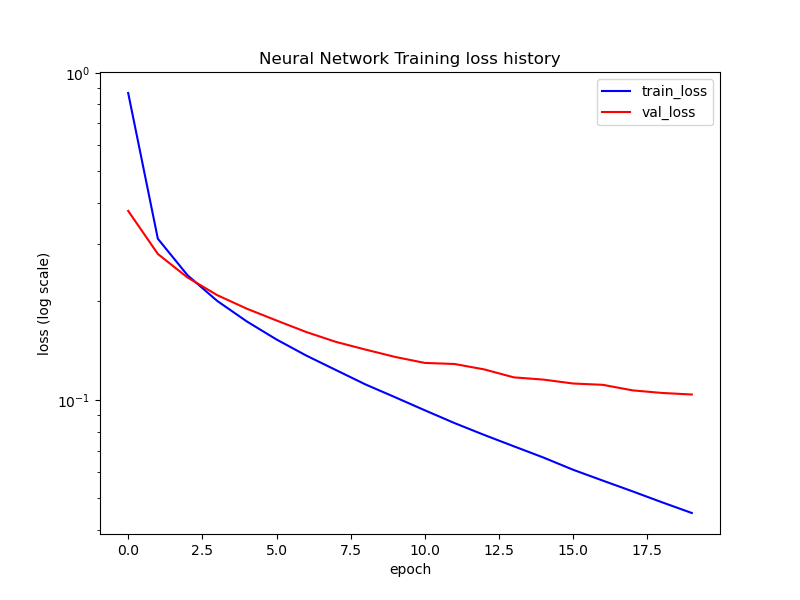 Neural Network Training loss history
10⁰
train_loss
val_loss
loss (log scale)
10⁻¹
0.0 2.5 5.0 7.5 10.0 12.5 15.0 17.5
epoch